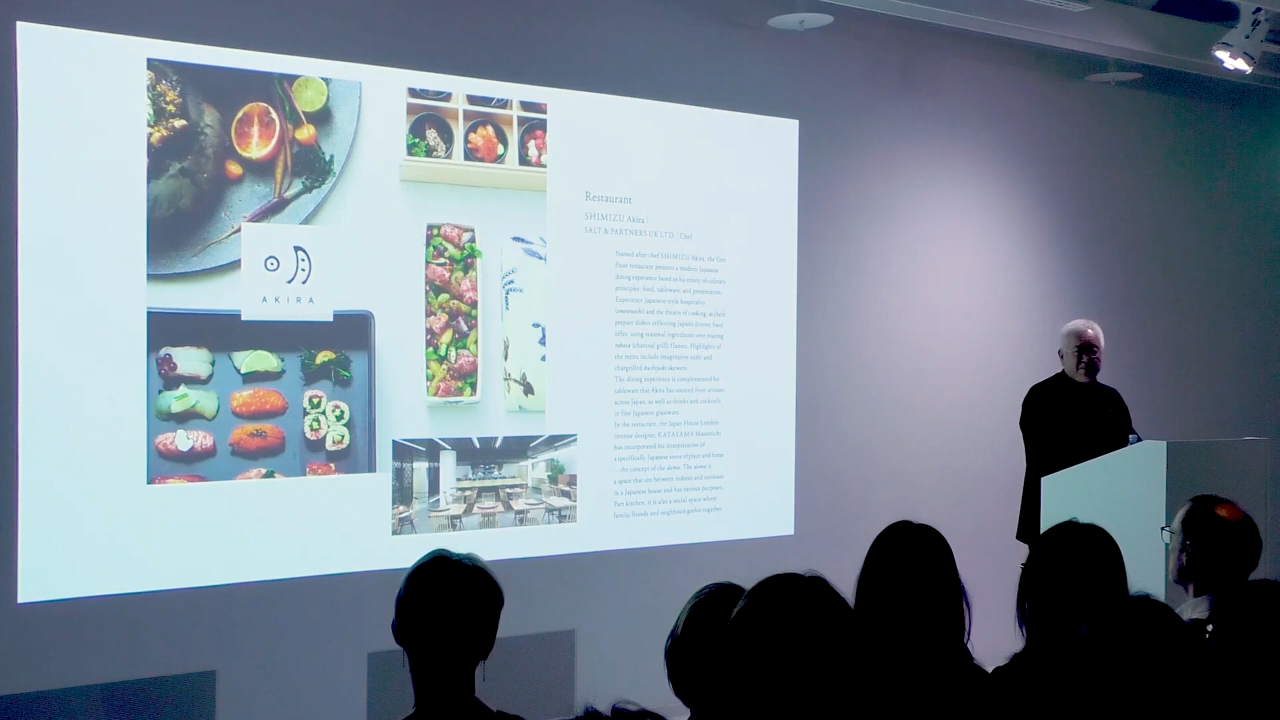 AKIRA
Restaurant
SHIMIZU Akira |
SALT & PARTNERS UK LTD. | Chef
Named after chef SHIMIZU Akira, the first
floor restaurant presents a modern Japanese
dining experience based on his trinity of culinary
principles: food, tableware, and presentation.
Experience Japanese-style hospitality
(omotenashi) and the theatre of cooking, as chefs
prepare dishes reflecting Japan's diverse food
offer, using seasonal ingredients over roaring
robata (charcoal grill) flames. Highlights of
the menu include imaginative sushi and
chargrilled kushiyaki skewers.
The dining experience is complemented by
tableware that Akira has sourced from artisans
across Japan, as well as drinks and cocktails
in fine Japanese glassware.
In the restaurant, the Japan House London
interior designer, KATAYAMA Masamichi
has incorporated his interpretation of
a specifically Japanese sense of place and home
– the concept of the doma. The doma is
a space that sits between indoors and outdoors
in a Japanese house and has various purposes.
Part kitchen, it is also a social space where
family, friends and neighbours gather together.